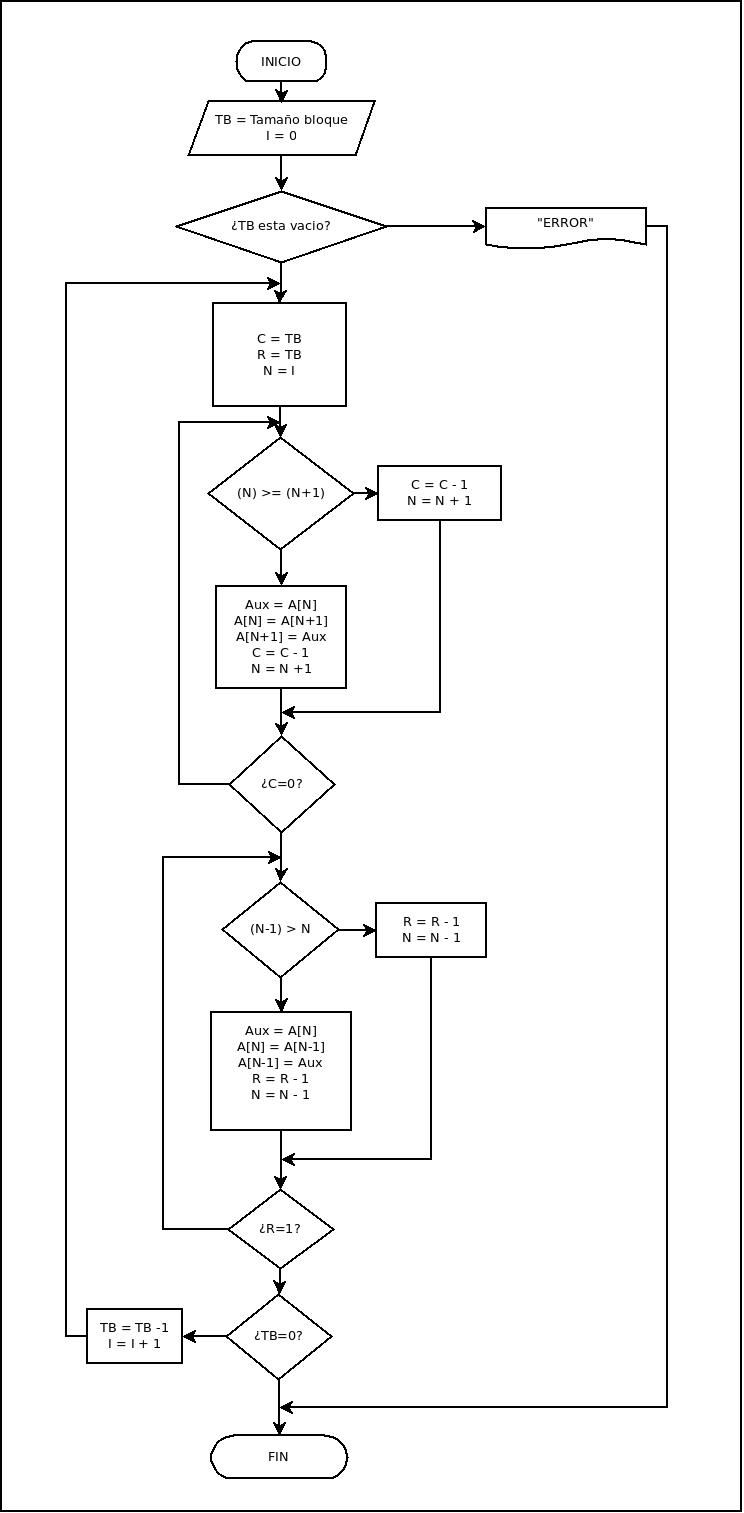 INICIO
TB = Tamaño bloque
I = 0
¿TB esta vacio?
"ERROR"
C = TB
R = TB
N = I
(N) >= (N+1)
C = C - 1
N = N + 1
Aux = A[N]
A[N] = A[N+1]
A[N+1] = Aux
C = C - 1
N = N +1
¿C=0?
(N-1) > N
R = R - 1
N = N - 1
Aux = A[N]
A[N] = A[N-1]
A[N-1] = Aux
R = R - 1
N = N - 1
¿R=1?
¿TB=0?
TB = TB -1
I = I + 1
FIN